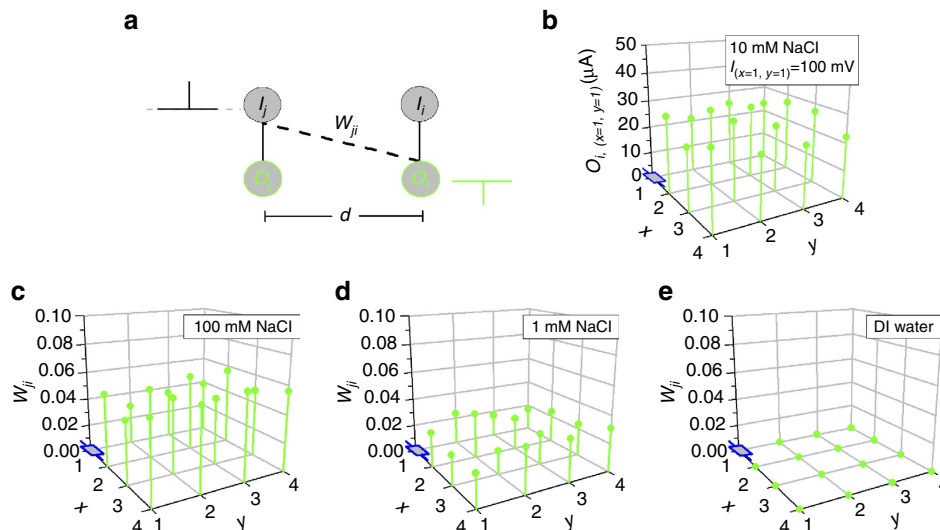 a
I_j
I_i
W_ji
d
b
10 mM NaCl
I_(x=1, y=1)=100 mV
O_i, (x=1, y=1) (μA)
50
40
30
20
10
0
1
2
3
4
x
1
2
3
4
y
c
100 mM NaCl
W_ji
0.10
0.08
0.06
0.04
0.02
0.00
1
2
3
4
x
1
2
3
4
y
d
1 mM NaCl
W_ji
0.10
0.08
0.06
0.04
0.02
0.00
1
2
3
4
x
1
2
3
4
y
e
DI water
W_ji
0.10
0.08
0.06
0.04
0.02
0.00
1
2
3
4
x
1
2
3
4
y